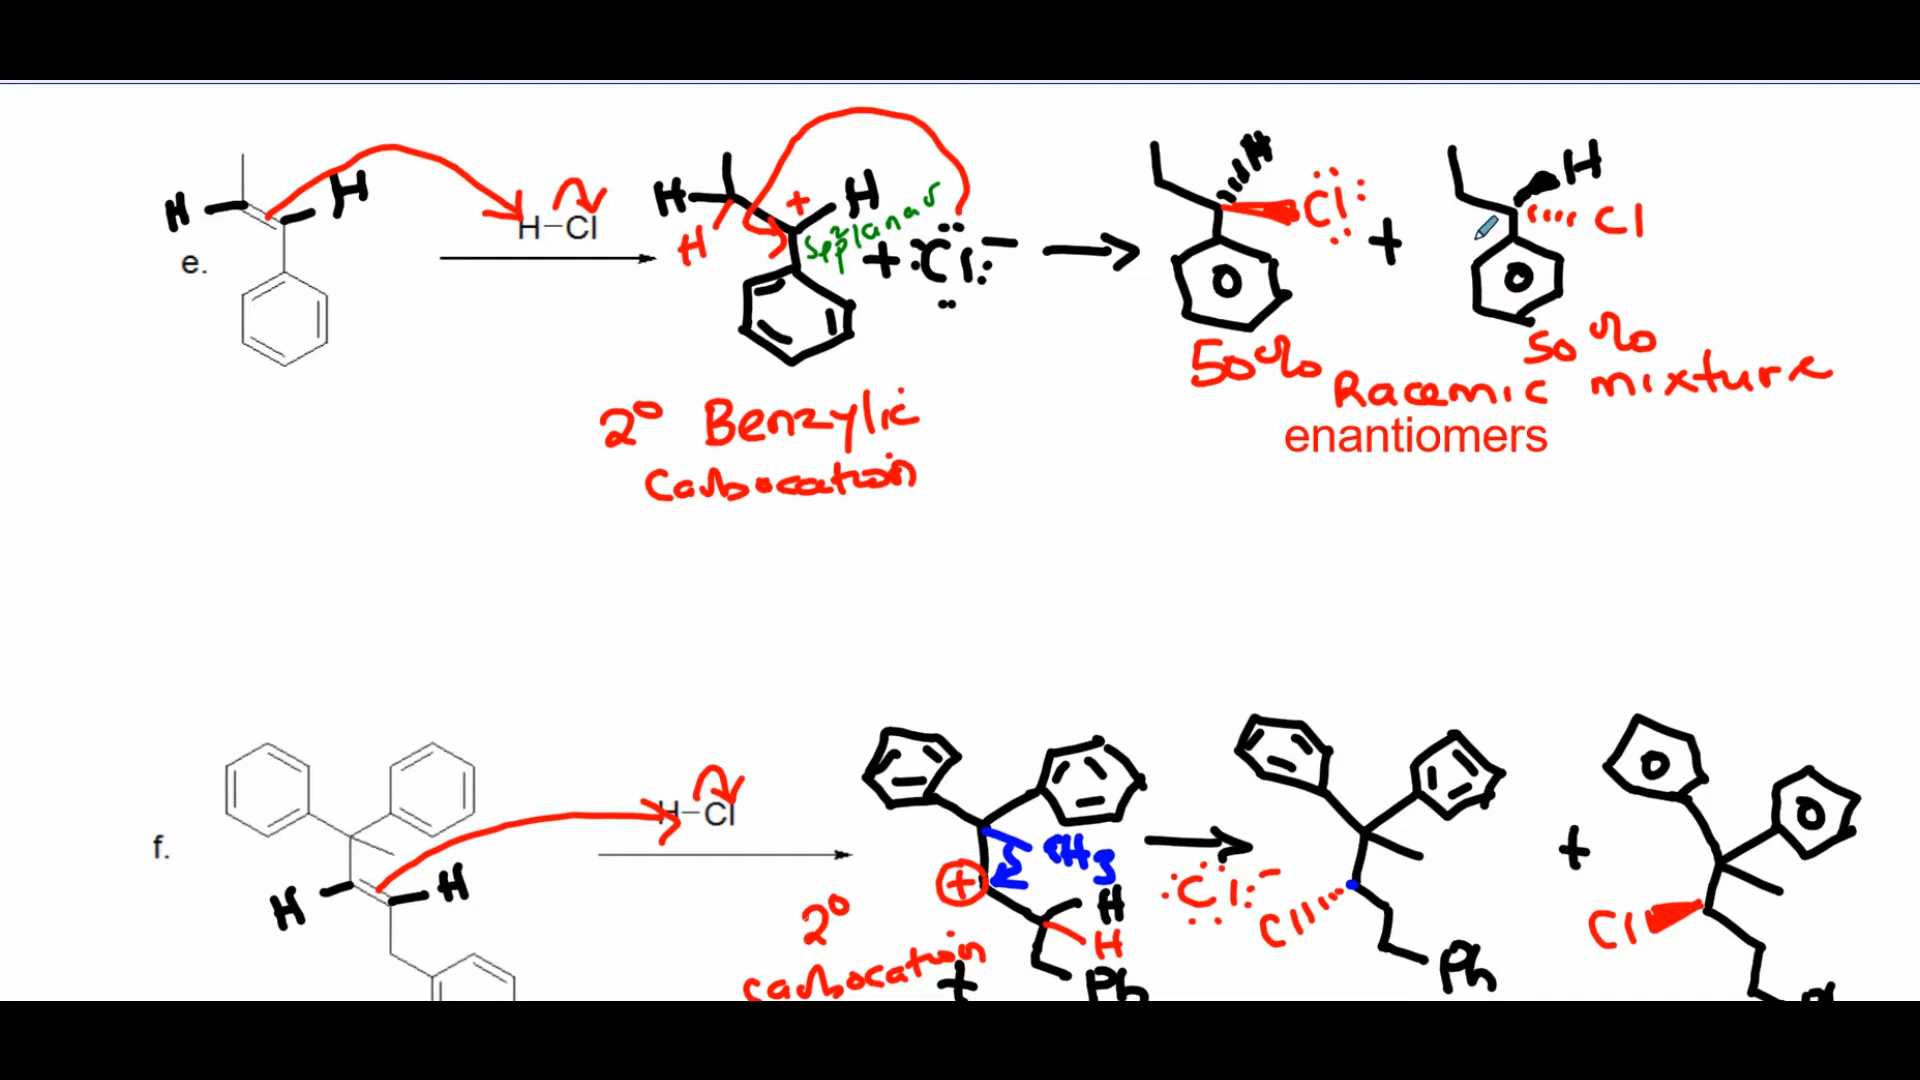 e.
H
H
H-Cl
H
H
+
H
sp2 planar
+ :Cl: −
H
Cl
+
H
Cl
50%
50%
Racemic mixture
enantiomers
2° Benzylic
Carbocation
f.
H
H
H-Cl
CH3
+
H
H
Ph
2°
carbocation
+
:Cl: −
Cl
Ph
+
Cl